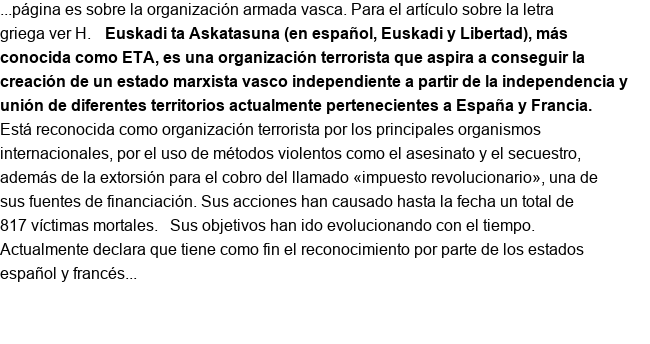 ...página es sobre la organización armada vasca. Para el artículo sobre la letra
griega ver Η.   Euskadi ta Askatasuna (en español, Euskadi y Libertad), más
conocida como ETA, es una organización terrorista que aspira a conseguir la
creación de un estado marxista vasco independiente a partir de la independencia y
unión de diferentes territorios actualmente pertenecientes a España y Francia.
Está reconocida como organización terrorista por los principales organismos
internacionales, por el uso de métodos violentos como el asesinato y el secuestro,
además de la extorsión para el cobro del llamado «impuesto revolucionario», una de
sus fuentes de financiación. Sus acciones han causado hasta la fecha un total de
817 víctimas mortales.   Sus objetivos han ido evolucionando con el tiempo.
Actualmente declara que tiene como fin el reconocimiento por parte de los estados
español y francés...